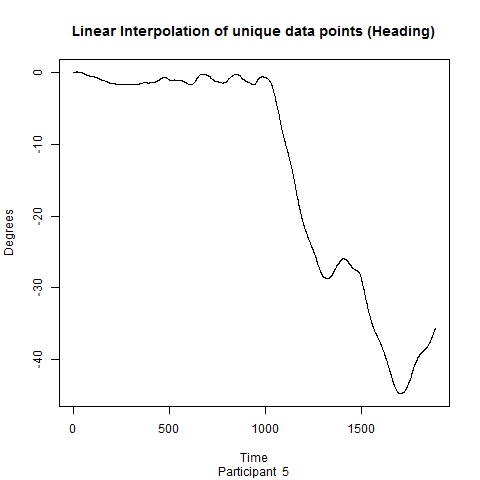 Linear Interpolation of unique data points (Heading)
Degrees
0
-10
-20
-30
-40
0 500 1000 1500
Time
Participant 5